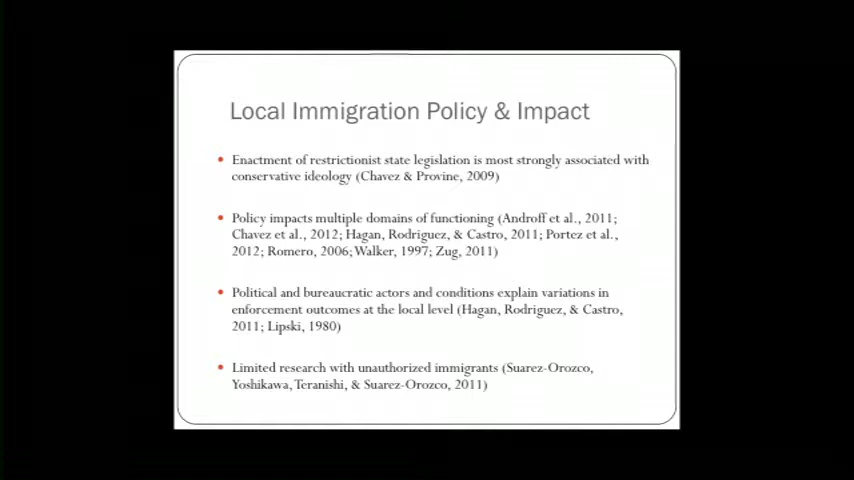 Local Immigration Policy & Impact
• Enactment of restrictionist state legislation is most strongly associated with
conservative ideology (Chavez & Provine, 2009)
• Policy impacts multiple domains of functioning (Androff et al., 2011;
Chavez et al., 2012; Hagan, Rodriguez, & Castro, 2011; Portez et al.,
2012; Romero, 2006; Walker, 1997; Zug, 2011)
• Political and bureaucratic actors and conditions explain variations in
enforcement outcomes at the local level (Hagan, Rodriguez, & Castro,
2011; Lipski, 1980)
• Limited research with unauthorized immigrants (Suarez-Orozco,
Yoshikawa, Teranishi, & Suarez-Orozco, 2011)